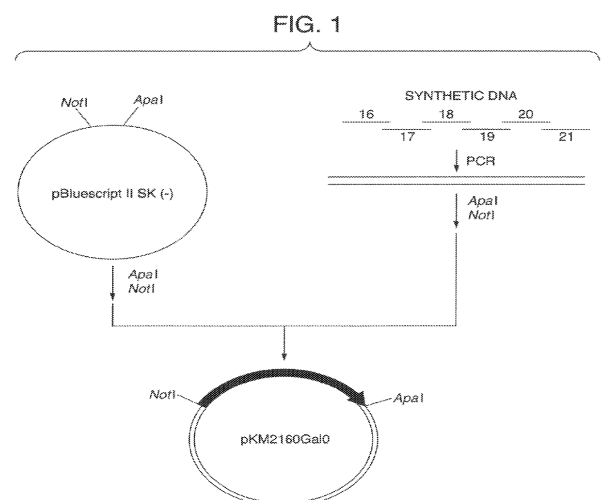 FIG. 1
NotI
ApaI
pBluescript II SK (-)
ApaI
NotI
SYNTHETIC DNA
16 18 20
17 19 21
PCR
ApaI
NotI
NotI
ApaI
pKM2160Gal0